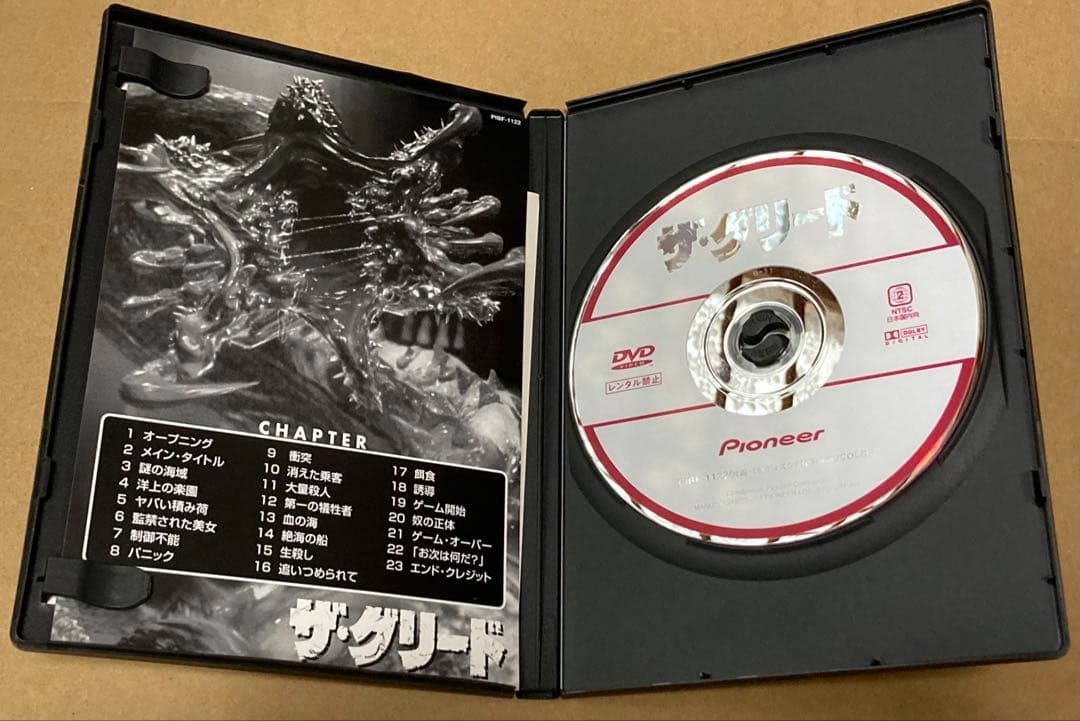 PIBF-1122
CHAPTER
1 オープニング
2 メイン・タイトル
3 謎の海域
4 洋上の楽園
5 ヤバい積み荷
6 監禁された美女
7 制御不能
8 パニック
9 衝突
10 消えた乗客
11 大量殺人
12 第一の犠牲者
13 血の海
14 絶海の船
15 生殺し
16 追いつめられて
17 餌食
18 誘導
19 ゲーム開始
20 奴の正体
21 ゲーム・オーバー
22 「お次は何だ?」
23 エンド・クレジット
ザ・グリード
ザ・グリード
2
NTSC
日本国内向
DOLBY
DIGITAL
DVD
VIDEO
レンタル禁止
Pioneer
PIBF-1122